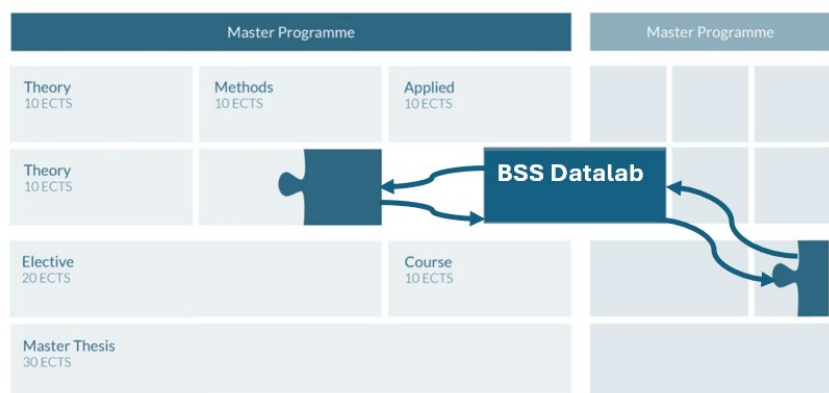 Master Programme
Master Programme
Theory
10 ECTS
Methods
10 ECTS
Applied
10 ECTS
Theory
10 ECTS
BSS Datalab
Elective
20 ECTS
Course
10 ECTS
Master Thesis
30 ECTS